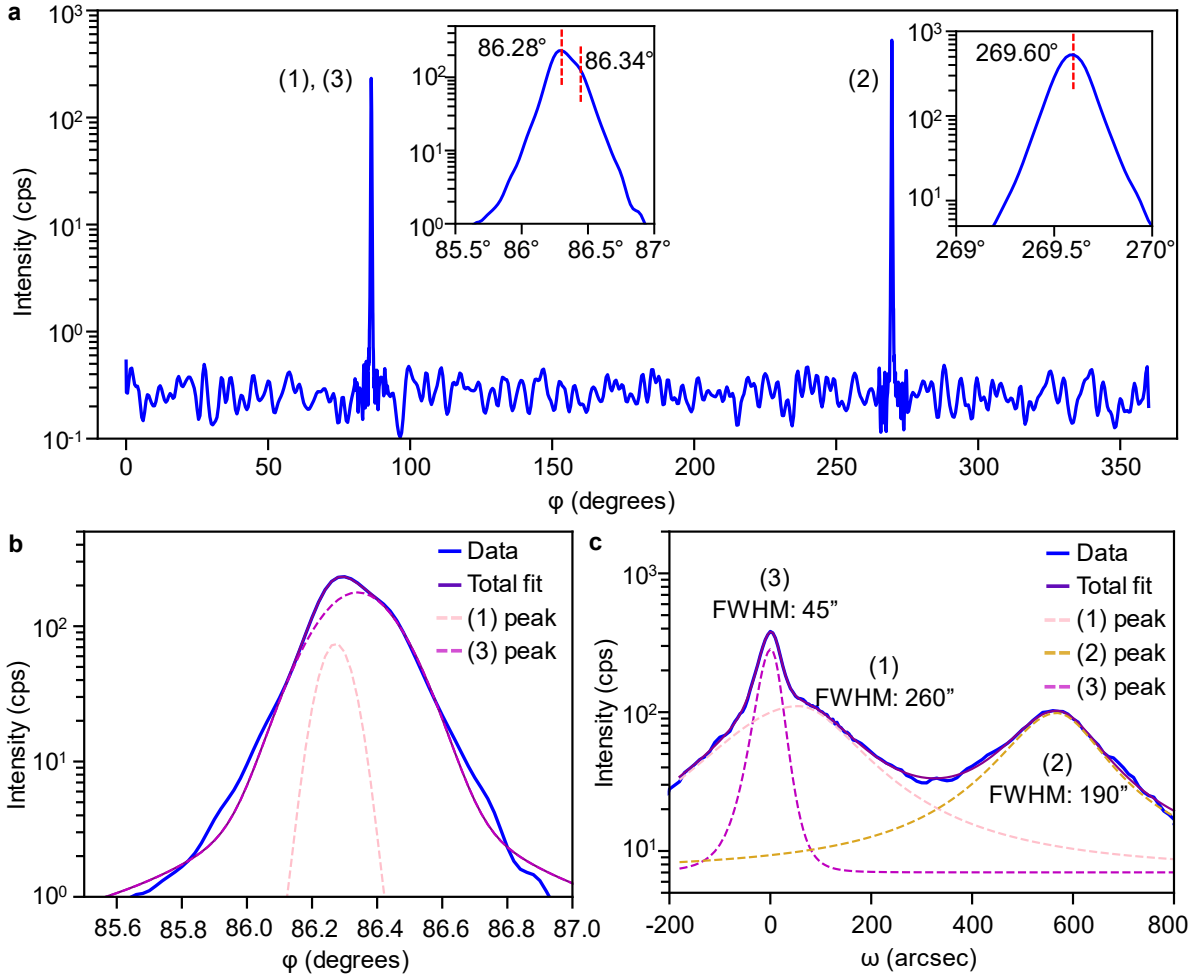 a
Intensity (cps)
10³
10²
10¹
10⁰
10⁻¹
(1), (3)
(2)
86.28°
86.34°
10²
10¹
10⁰
85.5° 86° 86.5° 87°
269.60°
10³
10²
10¹
269° 269.5° 270°
0 50 100 150 200 250 300 350
φ (degrees)
b
Intensity (cps)
10²
10¹
10⁰
Data
Total fit
(1) peak
(3) peak
85.6 85.8 86.0 86.2 86.4 86.6 86.8 87.0
φ (degrees)
c
Intensity (cps)
10³
10²
10¹
(3)
FWHM: 45”
(1)
FWHM: 260”
(2)
FWHM: 190”
Data
Total fit
(1) peak
(2) peak
(3) peak
-200 0 200 400 600 800
ω (arcsec)